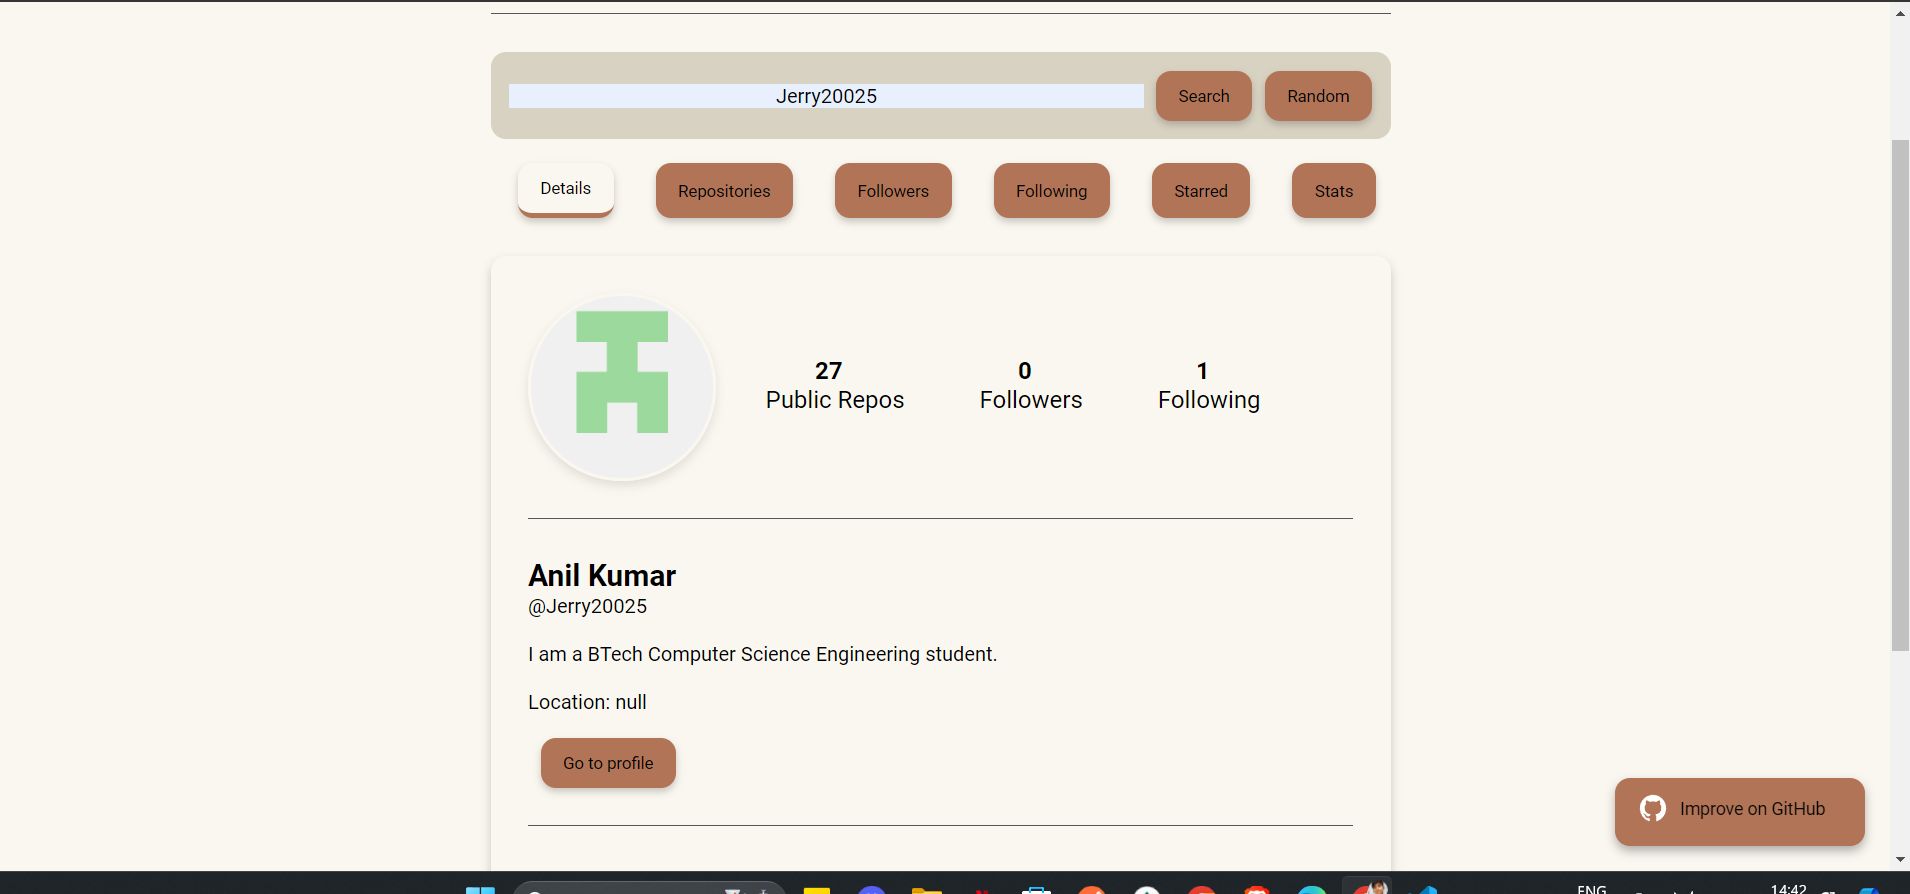 Jerry20025
Search
Random
Details
Repositories
Followers
Following
Starred
Stats
27
Public Repos
0
Followers
1
Following
Anil Kumar
@Jerry20025
I am a BTech Computer Science Engineering student.
Location: null
Go to profile
Improve on GitHub
ENG
14:42